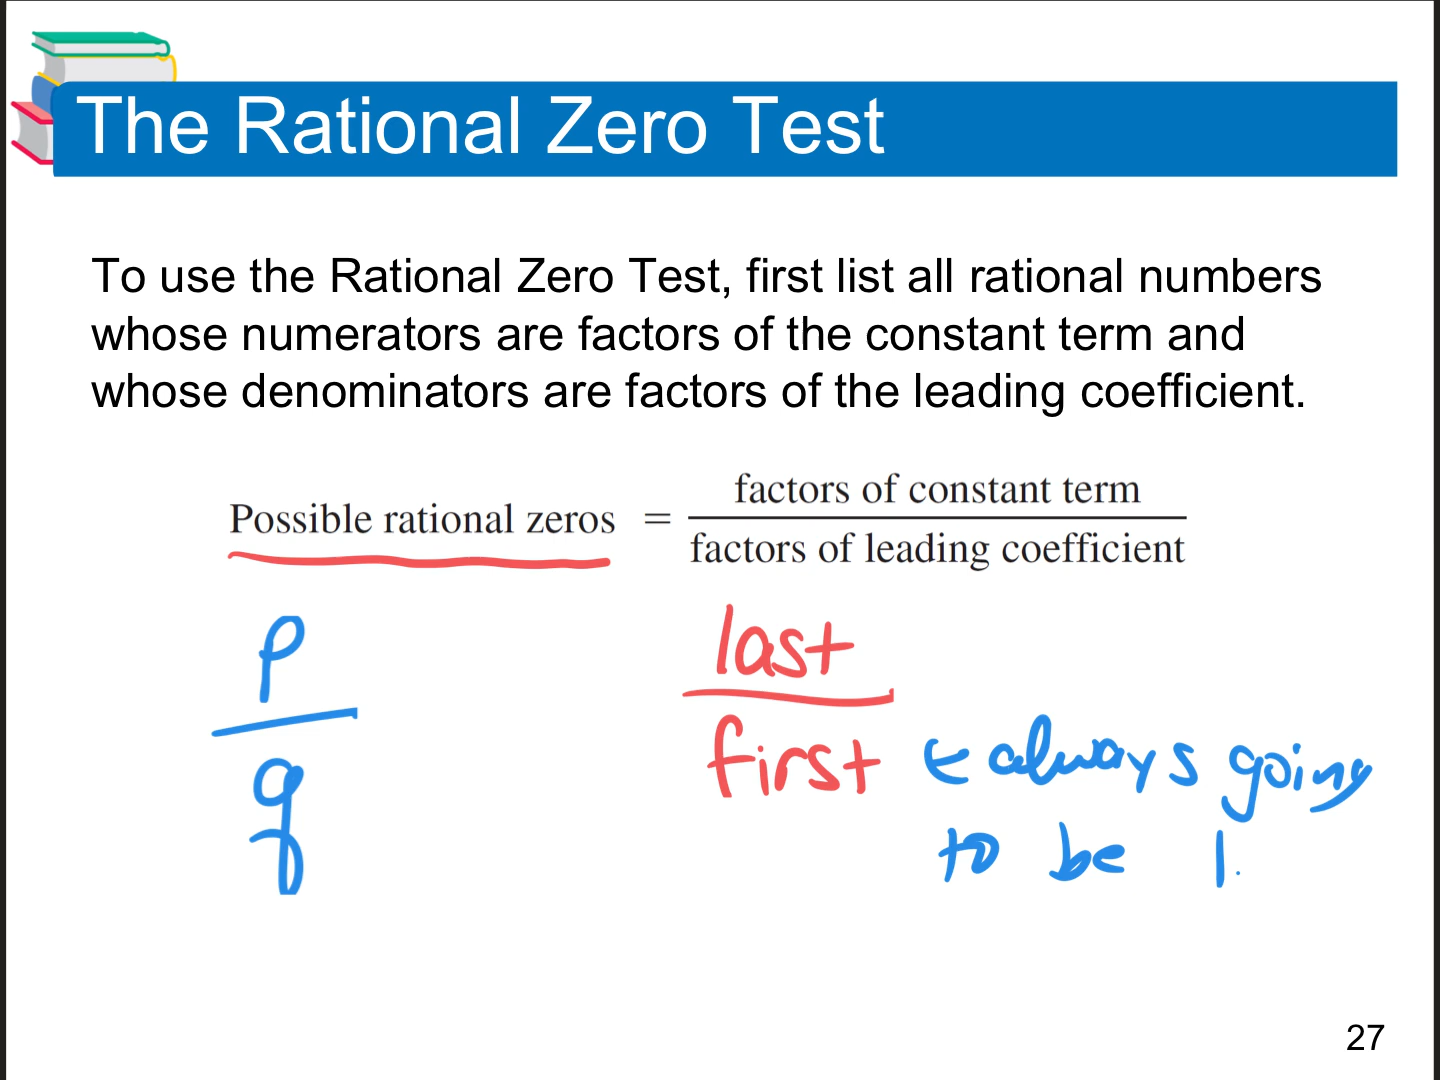 The Rational Zero Test
To use the Rational Zero Test, first list all rational numbers
whose numerators are factors of the constant term and
whose denominators are factors of the leading coefficient.
Possible rational zeros = factors of constant term
factors of leading coefficient
p
q
last
first ← always going
to be 1.
27